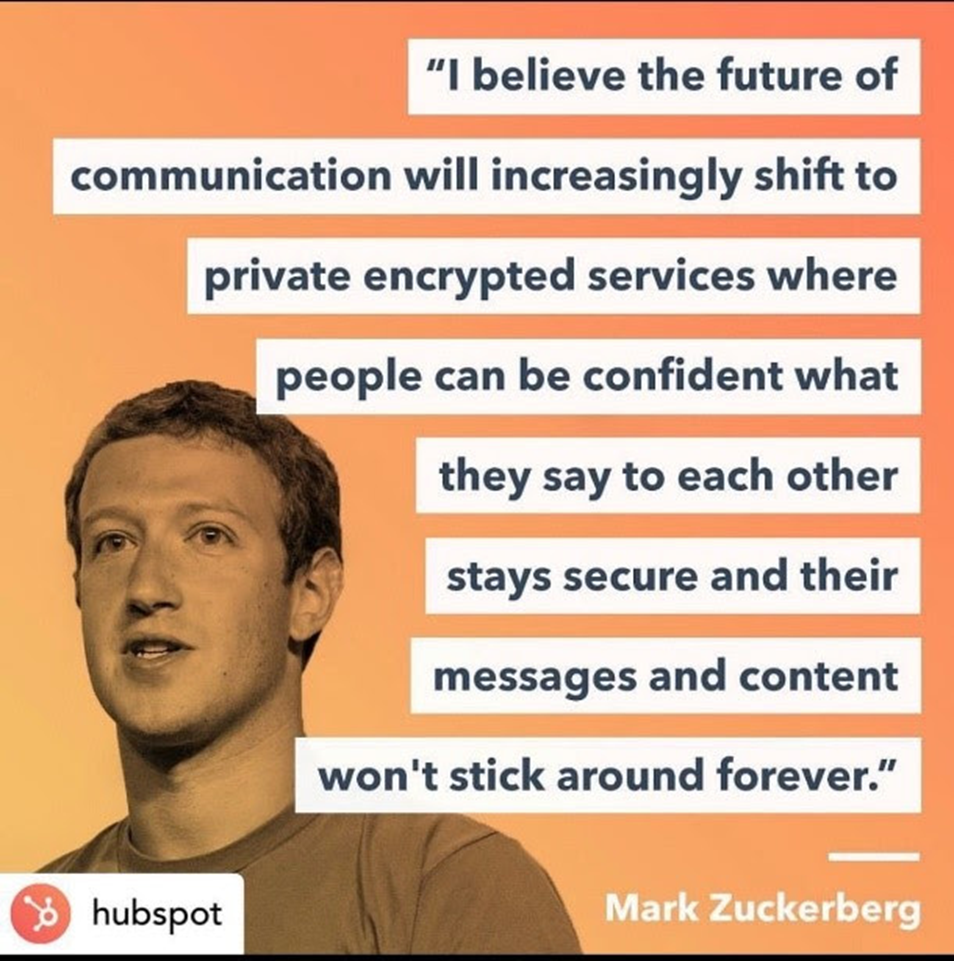 “I believe the future of
communication will increasingly shift to
private encrypted services where
people can be confident what
they say to each other
stays secure and their
messages and content
won't stick around forever.”
Mark Zuckerberg
hubspot